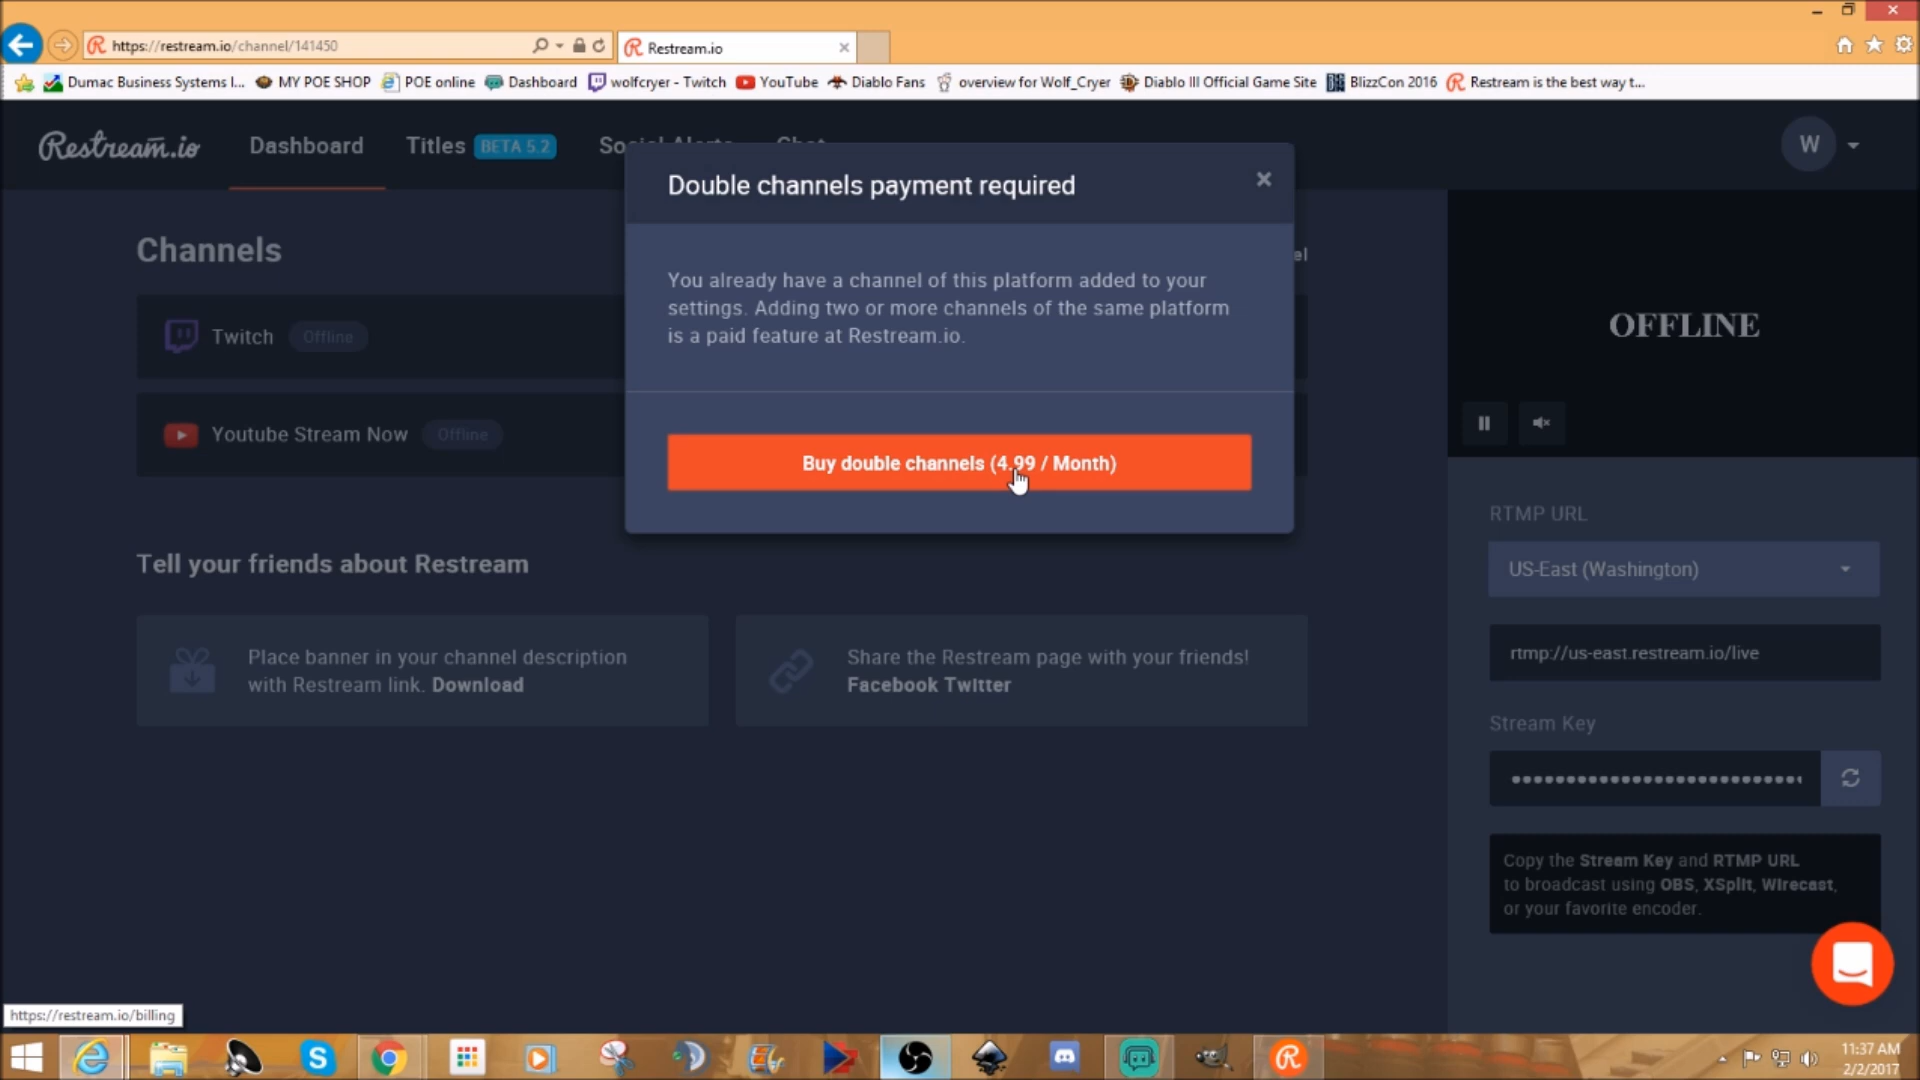 https://restream.io/channel/141450
Restream.io
Dumac Business Systems I...
MY POE SHOP
POE online
Dashboard
wolfcryer - Twitch
YouTube
Diablo Fans
overview for Wolf_Cryer
Diablo III Official Game Site
BlizzCon 2016
Restream is the best way t...
Restream.io
Dashboard
Titles BETA 5.2
Social Alerts
Chat
W
Double channels payment required
Channels
You already have a channel of this platform added to your
settings. Adding two or more channels of the same platform
is a paid feature at Restream.io.
Twitch Offline
OFFLINE
Youtube Stream Now Offline
Buy double channels (4.99 / Month)
RTMP URL
US-East (Washington)
rtmp://us-east.restream.io/live
Tell your friends about Restream
Place banner in your channel description
with Restream link. Download
Share the Restream page with your friends!
Facebook Twitter
Stream Key
Copy the Stream Key and RTMP URL
to broadcast using OBS, XSplit, Wirecast,
or your favorite encoder.
https://restream.io/billing
11:37 AM
2/2/2017